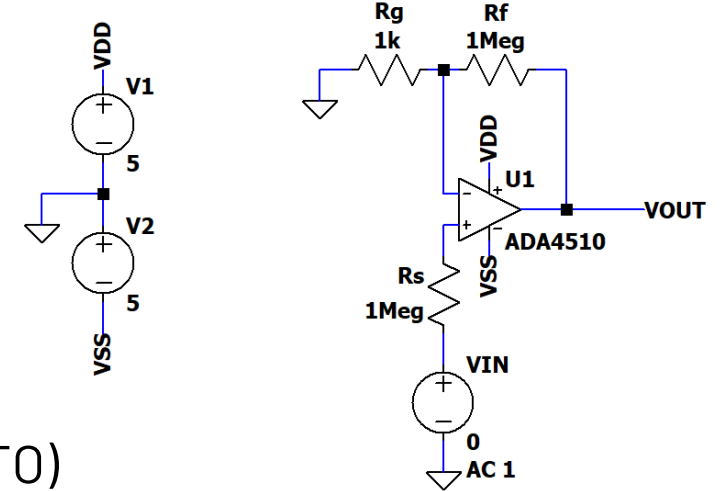 VDD
V1
5
V2
5
VSS
Rg
1k
Rf
1Meg
VDD
U1
ADA4510
VSS
VOUT
Rs
1Meg
VIN
0
AC 1
TO)